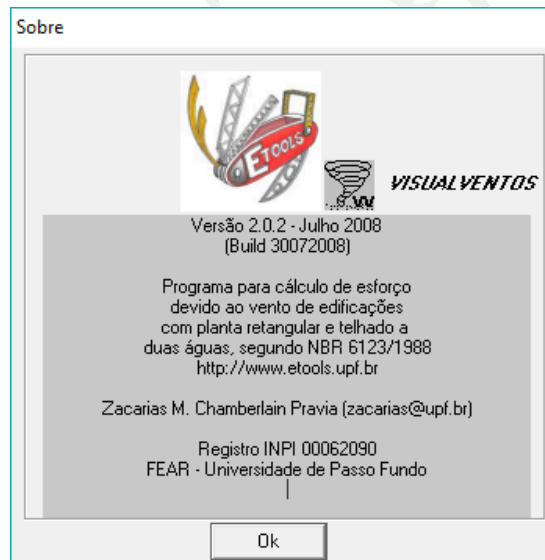 Sobre
ETOOLS
VISUALVENTOS
Versão 2.0.2 - Julho 2008
(Build 30072008)
Programa para cálculo de esforço
devido ao vento de edificações
com planta retangular e telhado a
duas águas, segundo NBR 6123/1988
http://www.etools.upf.br
Zacarias M. Chamberlain Pravia (zacarias@upf.br)
Registro INPI 00062090
FEAR - Universidade de Passo Fundo
Ok